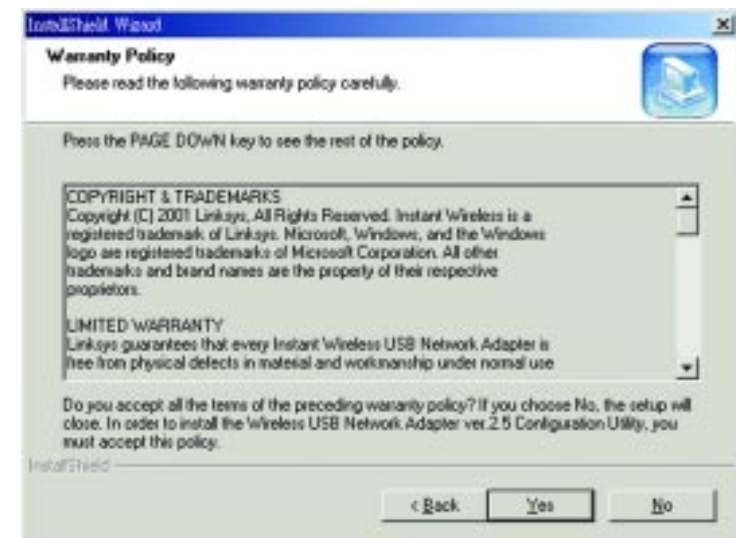 InstallShield Wizard
Warranty Policy
Please read the following warranty policy carefully.
Press the PAGE DOWN key to see the rest of the policy.
COPYRIGHT & TRADEMARKS
Copyright (C) 2001 Linksys, All Rights Reserved. Instant Wireless is a
registered trademark of Linksys. Microsoft, Windows, and the Windows
logo are registered trademarks of Microsoft Corporation. All other
trademarks and brand names are the property of their respective
proprietors.
LIMITED WARRANTY
Linksys guarantees that every Instant Wireless USB Network Adapter is
free from physical defects in material and workmanship under normal use
Do you accept all the terms of the preceding warranty policy? If you choose No, the setup will
close. In order to install the Wireless USB Network Adapter ver.2.5 Configuration Utility, you
must accept this policy.
InstallShield
< Back Yes No